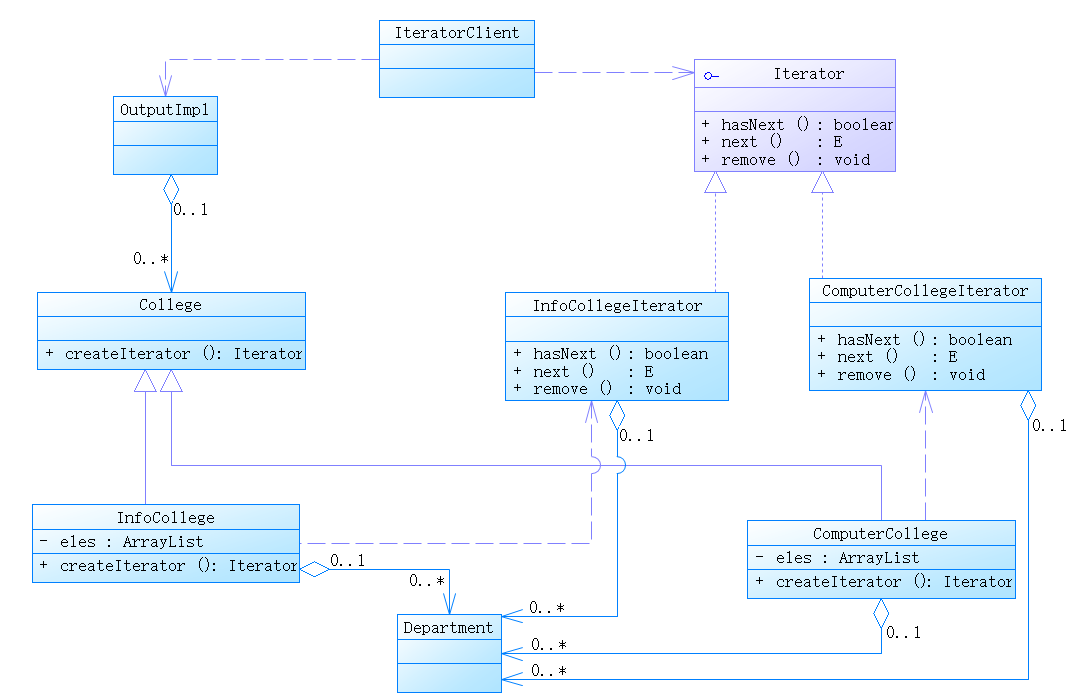 IteratorClient
Iterator
+ hasNext () : boolean
+ next () : E
+ remove () : void
OutputImpl
0..1
0..*
College
+ createIterator (): Iterator
InfoCollegeIterator
+ hasNext () : boolean
+ next () : E
+ remove () : void
0..1
ComputerCollegeIterator
+ hasNext () : boolean
+ next () : E
+ remove () : void
0..1
InfoCollege
- eles : ArrayList
+ createIterator (): Iterator
0..1
0..*
ComputerCollege
- eles : ArrayList
+ createIterator (): Iterator
0..1
Department
0..*
0..*
0..*